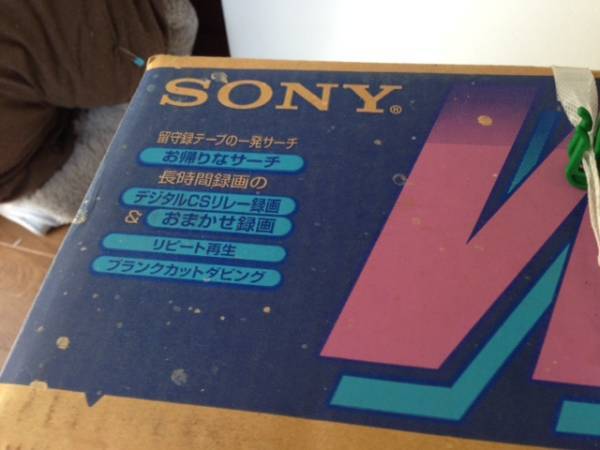 SONY®
留守録テープの一発サーチ
お帰りなサーチ
長時間録画の
デジタルCSリレー録画
& おまかせ録画
リピート再生
ブランクカットダビング
W